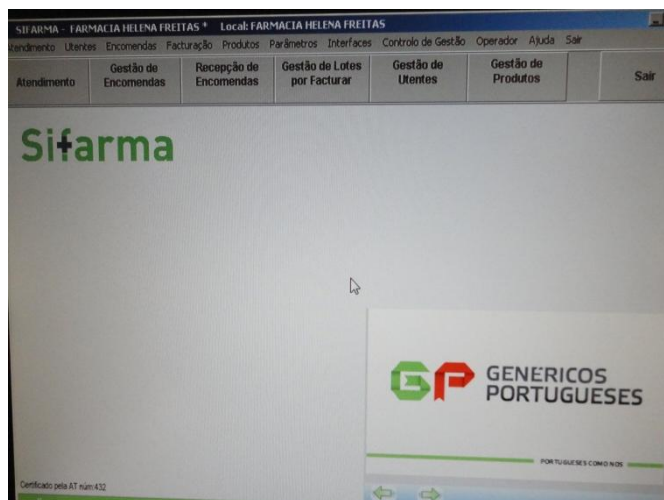 SIFARMA - FARMACIA HELENA FREITAS * Local: FARMACIA HELENA FREITAS
Utentes Encomendas Facturação Produtos Parâmetros Interfaces Controlo de Gestão Operador Ajuda Sair
Atendimento
Gestão de
Encomendas
Recepção de
Encomendas
Gestão de Lotes
por Facturar
Gestão de
Utentes
Gestão de
Produtos
Sair
Sifarma
GP GENERICOS
PORTUGUESES
PORTUGUESES COMO NÓS
Certificado pela AT núm:432